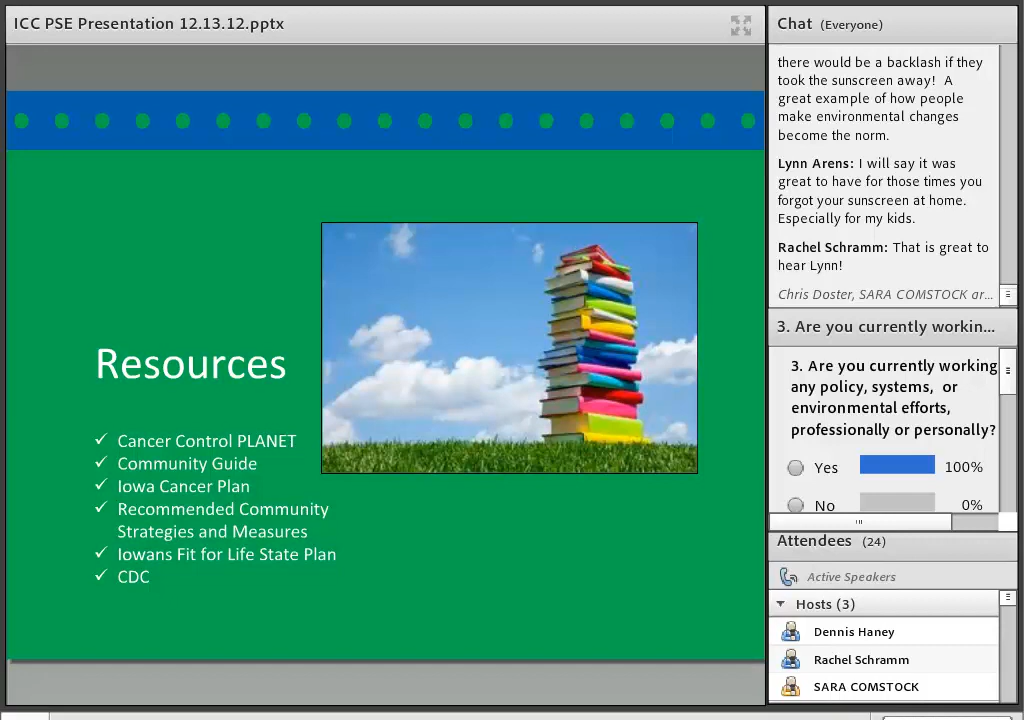 ICC PSE Presentation 12.13.12.pptx
Resources
✓ Cancer Control PLANET
✓ Community Guide
✓ Iowa Cancer Plan
✓ Recommended Community
Strategies and Measures
✓ Iowans Fit for Life State Plan
✓ CDC
Chat (Everyone)
there would be a backlash if they
took the sunscreen away! A
great example of how people
make environmental changes
become the norm.
Lynn Arens: I will say it was
great to have for those times you
forgot your sunscreen at home.
Especially for my kids.
Rachel Schramm: That is great to
hear Lynn!
Chris Doster, SARA COMSTOCK ar...
3. Are you currently workin...
3. Are you currently working
any policy, systems, or
environmental efforts,
professionally or personally?
Yes 100%
No 0%
Attendees (24)
Active Speakers
Hosts (3)
Dennis Haney
Rachel Schramm
SARA COMSTOCK